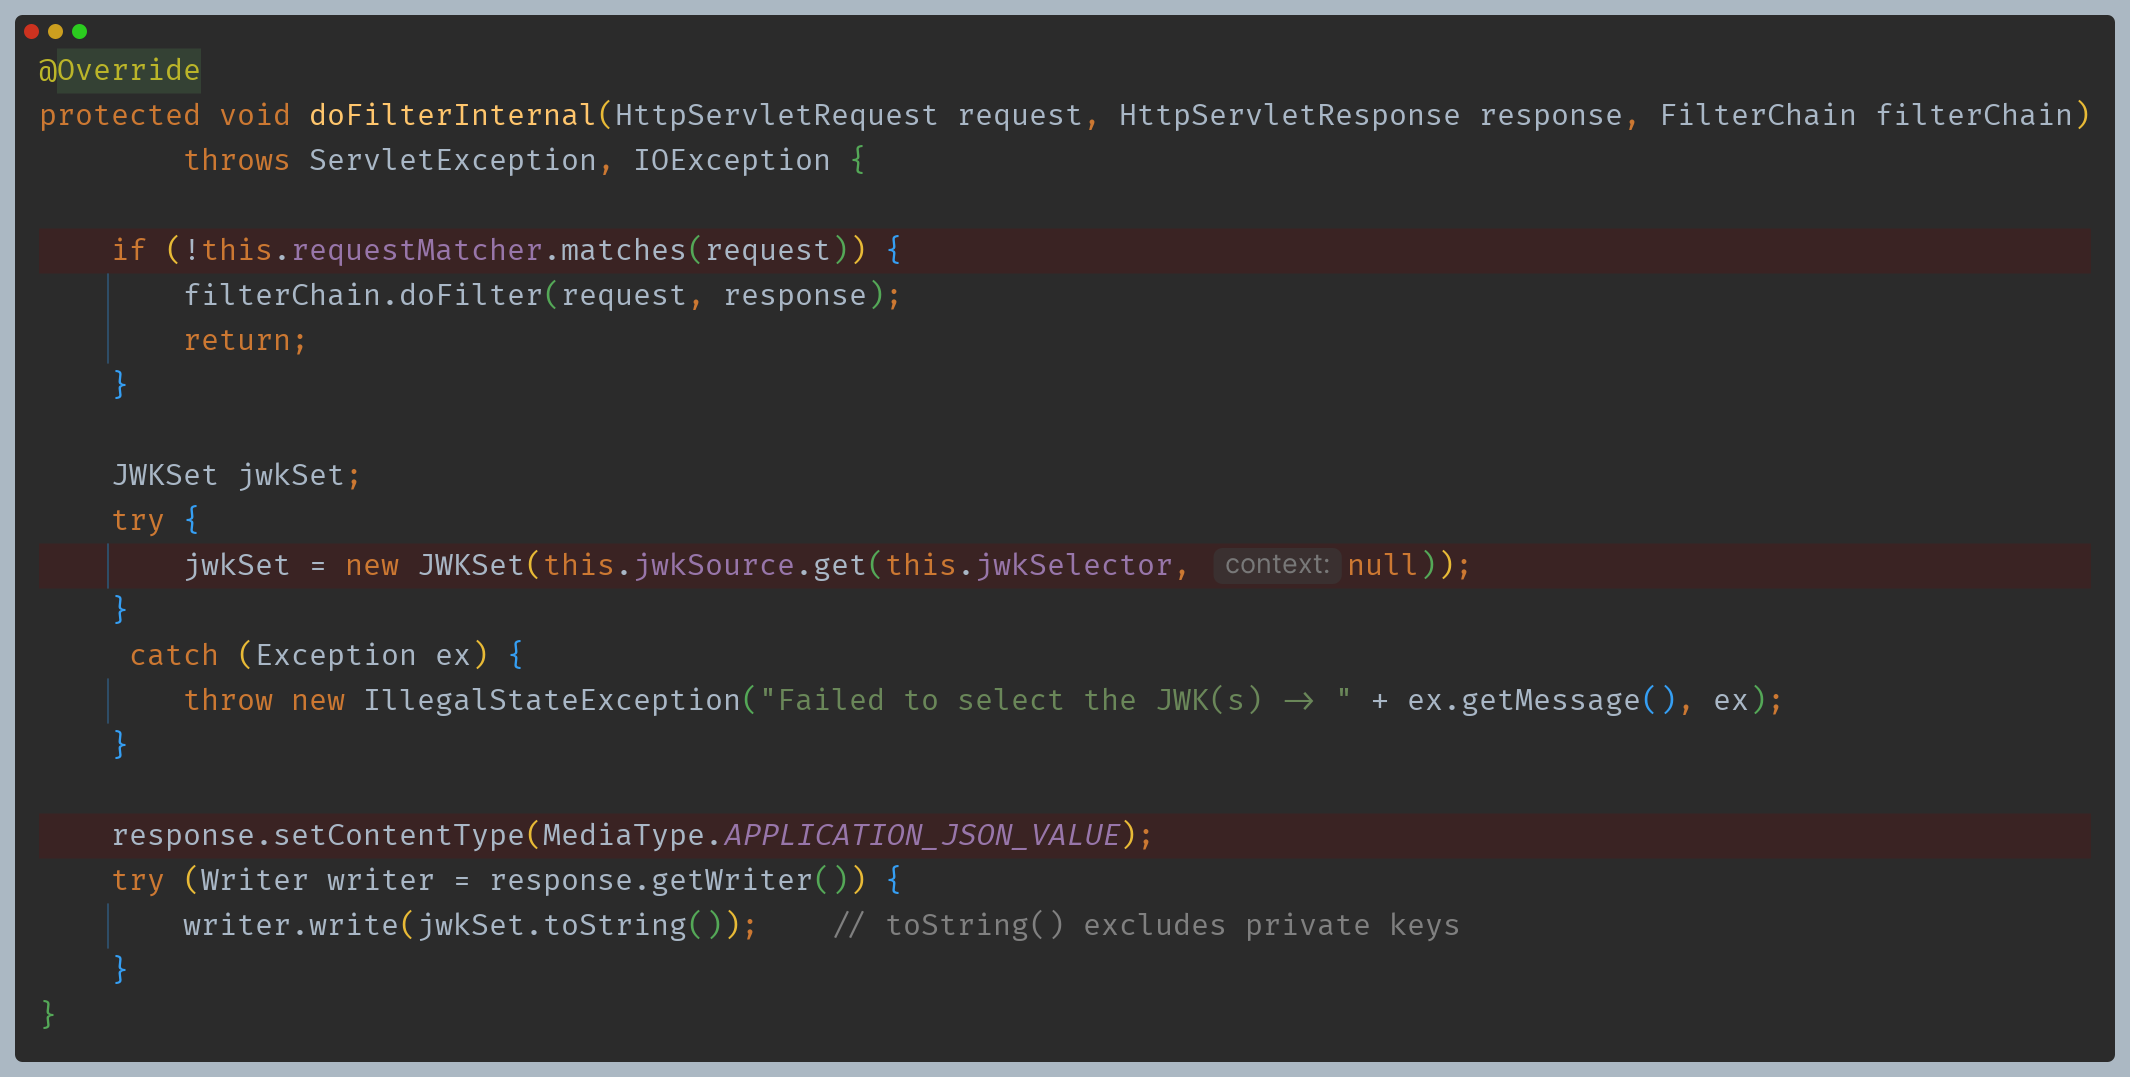 @Override
protected void doFilterInternal(HttpServletRequest request, HttpServletResponse response, FilterChain filterChain)
        throws ServletException, IOException {

    if (!this.requestMatcher.matches(request)) {
        filterChain.doFilter(request, response);
        return;
    }

    JWKSet jwkSet;
    try {
        jwkSet = new JWKSet(this.jwkSource.get(this.jwkSelector, context: null));
    }
     catch (Exception ex) {
        throw new IllegalStateException("Failed to select the JWK(s) -> " + ex.getMessage(), ex);
    }

    response.setContentType(MediaType.APPLICATION_JSON_VALUE);
    try (Writer writer = response.getWriter()) {
        writer.write(jwkSet.toString());    // toString() excludes private keys
    }
}